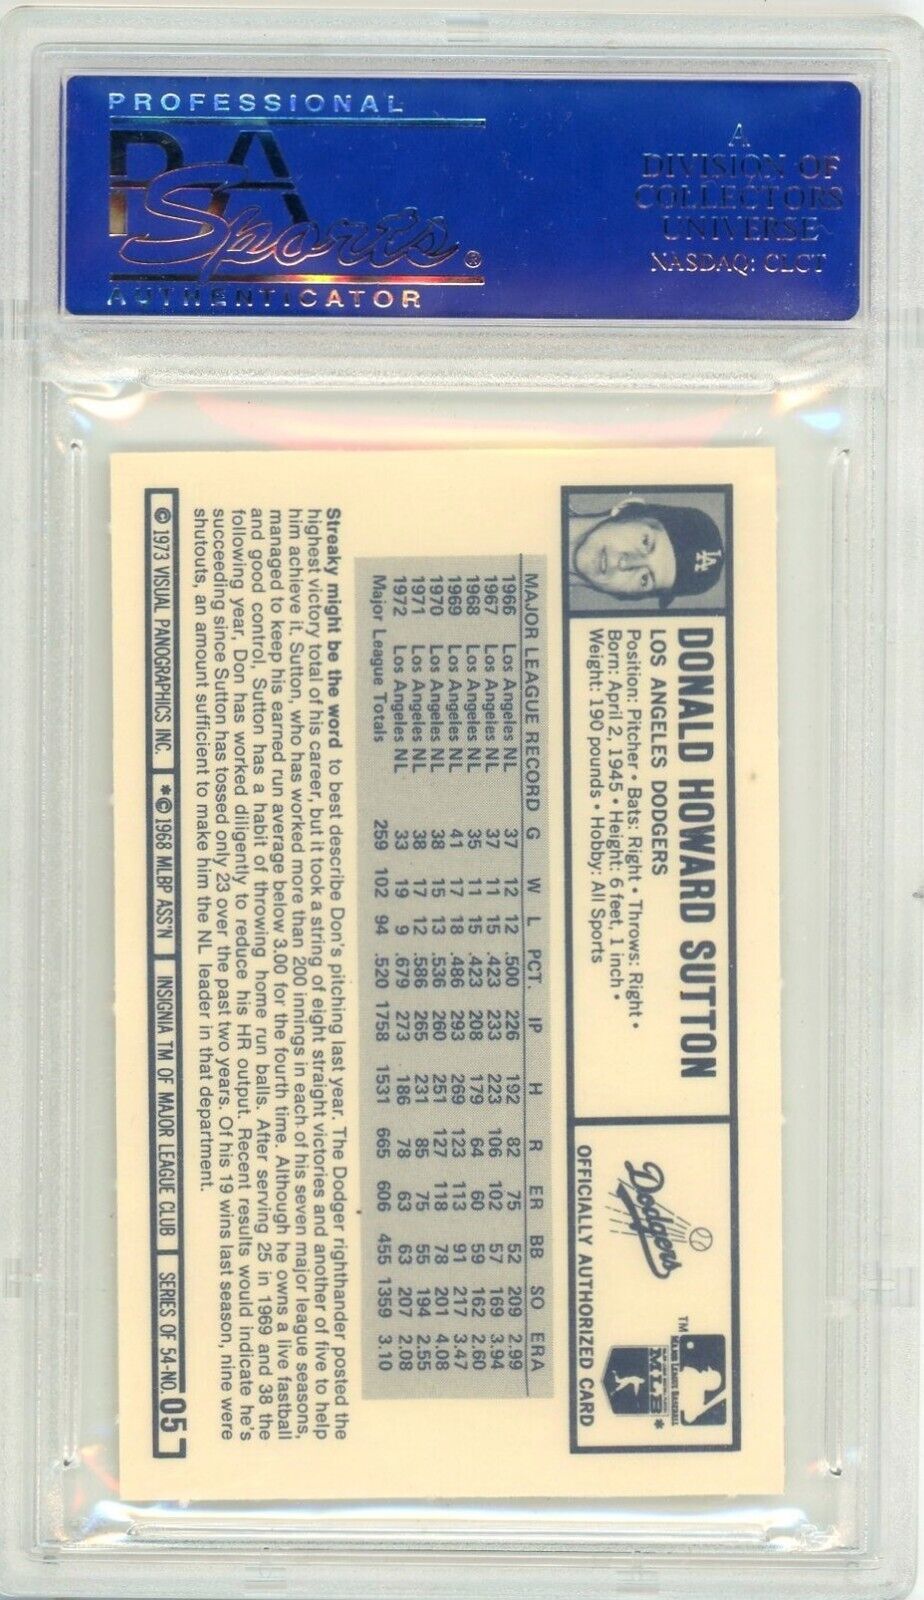 PROFESSIONAL
PSA
Sports®
AUTHENTICATOR
A
DIVISION OF
COLLECTORS
UNIVERSE
NASDAQ: CLCT
LA
DONALD HOWARD SUTTON
LOS ANGELES DODGERS
Position: Pitcher • Bats: Right • Throws: Right •
Born: April 2, 1945 • Height: 6 feet, 1 inch •
Weight: 190 pounds • Hobby: All Sports
Dodgers
TM
MAJOR LEAGUE BASEBALL
MLB*
OFFICIALLY AUTHORIZED CARD
MAJOR LEAGUE RECORD G W L PCT. IP H R ER BB SO ERA
1966 Los Angeles NL 37 12 12 .500 226 192 82 75 52 209 2.99
1967 Los Angeles NL 37 11 15 .423 233 223 106 102 57 169 3.94
1968 Los Angeles NL 35 11 15 .423 208 179 64 60 59 162 2.60
1969 Los Angeles NL 41 17 18 .486 293 269 123 113 91 217 3.47
1970 Los Angeles NL 38 15 13 .536 260 251 127 118 78 201 4.08
1971 Los Angeles NL 38 17 12 .586 265 231 85 75 55 194 2.55
1972 Los Angeles NL 33 19 9 .679 273 186 78 63 63 207 2.08
Major League Totals 259 102 94 .520 1758 1531 665 606 455 1359 3.10
Streaky might be the word to best describe Don's pitching last year. The Dodger righthander posted the
highest victory total of his career, but it took a string of eight straight victories and another of five to help
him achieve it. Sutton, who has worked more than 200 innings in each of his seven major league seasons,
managed to keep his earned run average below 3.00 for the fourth time. Although he owns a live fastball
and good control, Sutton has a habit of throwing home run balls. After serving 25 in 1969 and 38 the
following year, Don has worked diligently to reduce his HR output. Recent results would indicate he's
succeeding since Sutton has tossed only 23 over the past two years. Of his 19 wins last season, nine were
shutouts, an amount sufficient to make him the NL leader in that department.
© 1973 VISUAL PANOGRAPHICS INC. | *© 1968 MLBP ASS'N | INSIGNIA TM OF MAJOR LEAGUE CLUB | SERIES OF 54-NO. 05